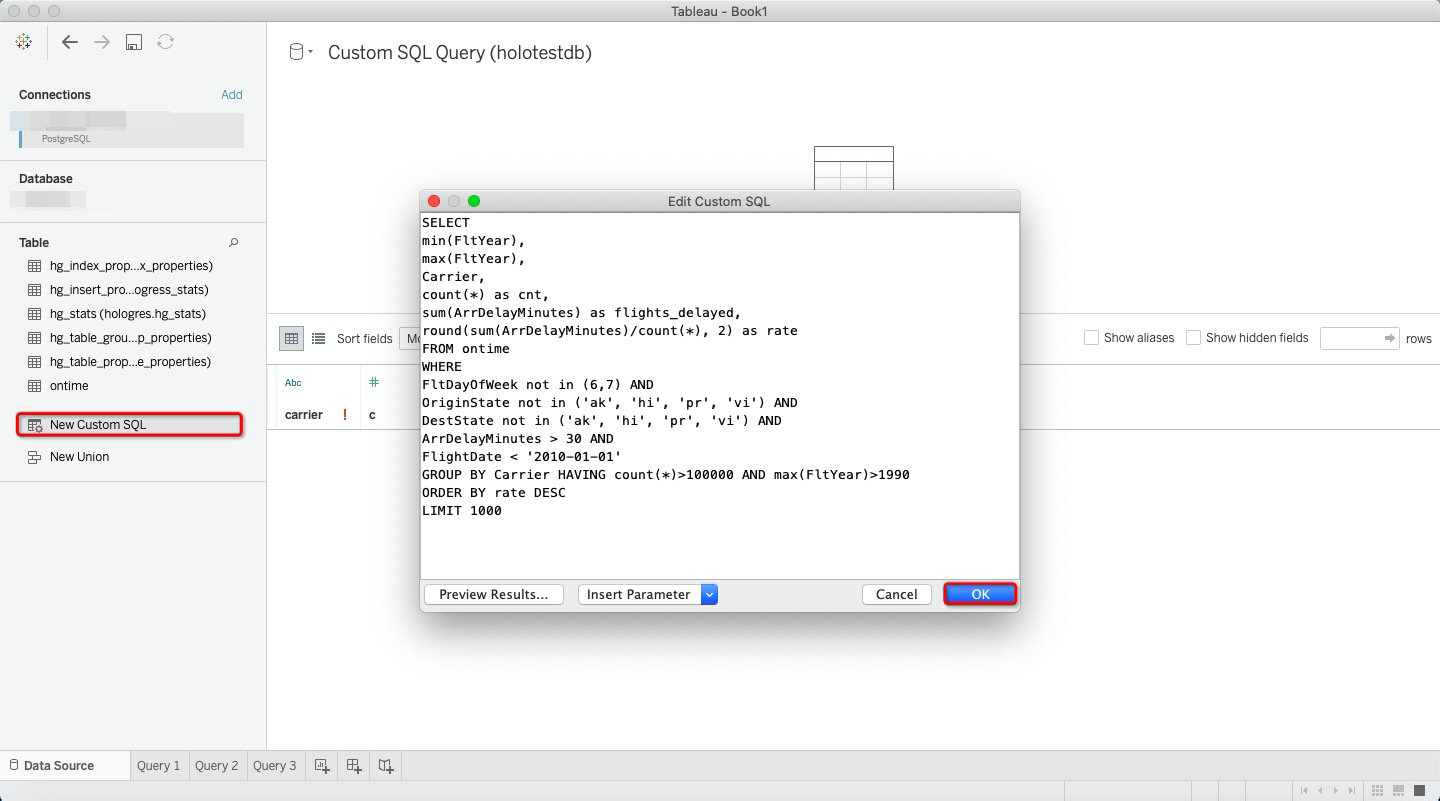 Tableau - Book1
Connections
Add
PostgreSQL
Database
Table
hg_index_prop...x_properties)
hg_insert_pro...ogress_stats)
hg_stats (hologres.hg_stats)
hg_table_grou...p_properties)
hg_table_prop...e_properties)
ontime
New Custom SQL
New Union
Custom SQL Query (holotestdb)
Sort fields
Show aliases
Show hidden fields
rows
Abc
#
carrier
!
c
Edit Custom SQL
SELECT
min(FltYear),
max(FltYear),
Carrier,
count(*) as cnt,
sum(ArrDelayMinutes) as flights_delayed,
round(sum(ArrDelayMinutes)/count(*), 2) as rate
FROM ontime
WHERE
FltDayOfWeek not in (6,7) AND
OriginState not in ('ak', 'hi', 'pr', 'vi') AND
DestState not in ('ak', 'hi', 'pr', 'vi') AND
ArrDelayMinutes > 30 AND
FlightDate < '2010-01-01'
GROUP BY Carrier HAVING count(*)>100000 AND max(FltYear)>1990
ORDER BY rate DESC
LIMIT 1000
Preview Results...
Insert Parameter
Cancel
OK
Data Source
Query 1
Query 2
Query 3